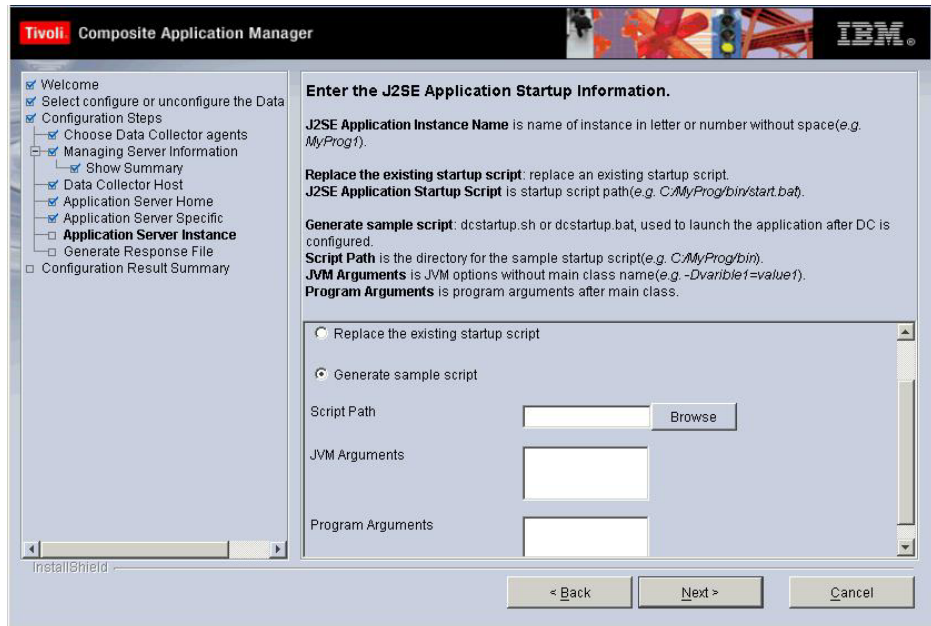 Tivoli. Composite Application Manager
IBM®
Welcome
Select configure or unconfigure the Data
Configuration Steps
Choose Data Collector agents
Managing Server Information
Show Summary
Data Collector Host
Application Server Home
Application Server Specific
Application Server Instance
Generate Response File
Configuration Result Summary
Enter the J2SE Application Startup Information.
J2SE Application Instance Name is name of instance in letter or number without space(e.g.
MyProg1).
Replace the existing startup script: replace an existing startup script.
J2SE Application Startup Script is startup script path(e.g. C:/MyProg/bin/start.bat).
Generate sample script: dcstartup.sh or dcstartup.bat, used to launch the application after DC is
configured.
Script Path is the directory for the sample startup script(e.g. C:/MyProg/bin).
JVM Arguments is JVM options without main class name(e.g. -Dvarible1=value1).
Program Arguments is program arguments after main class.
Replace the existing startup script
Generate sample script
Script Path
Browse
JVM Arguments
Program Arguments
InstallShield
< Back
Next >
Cancel